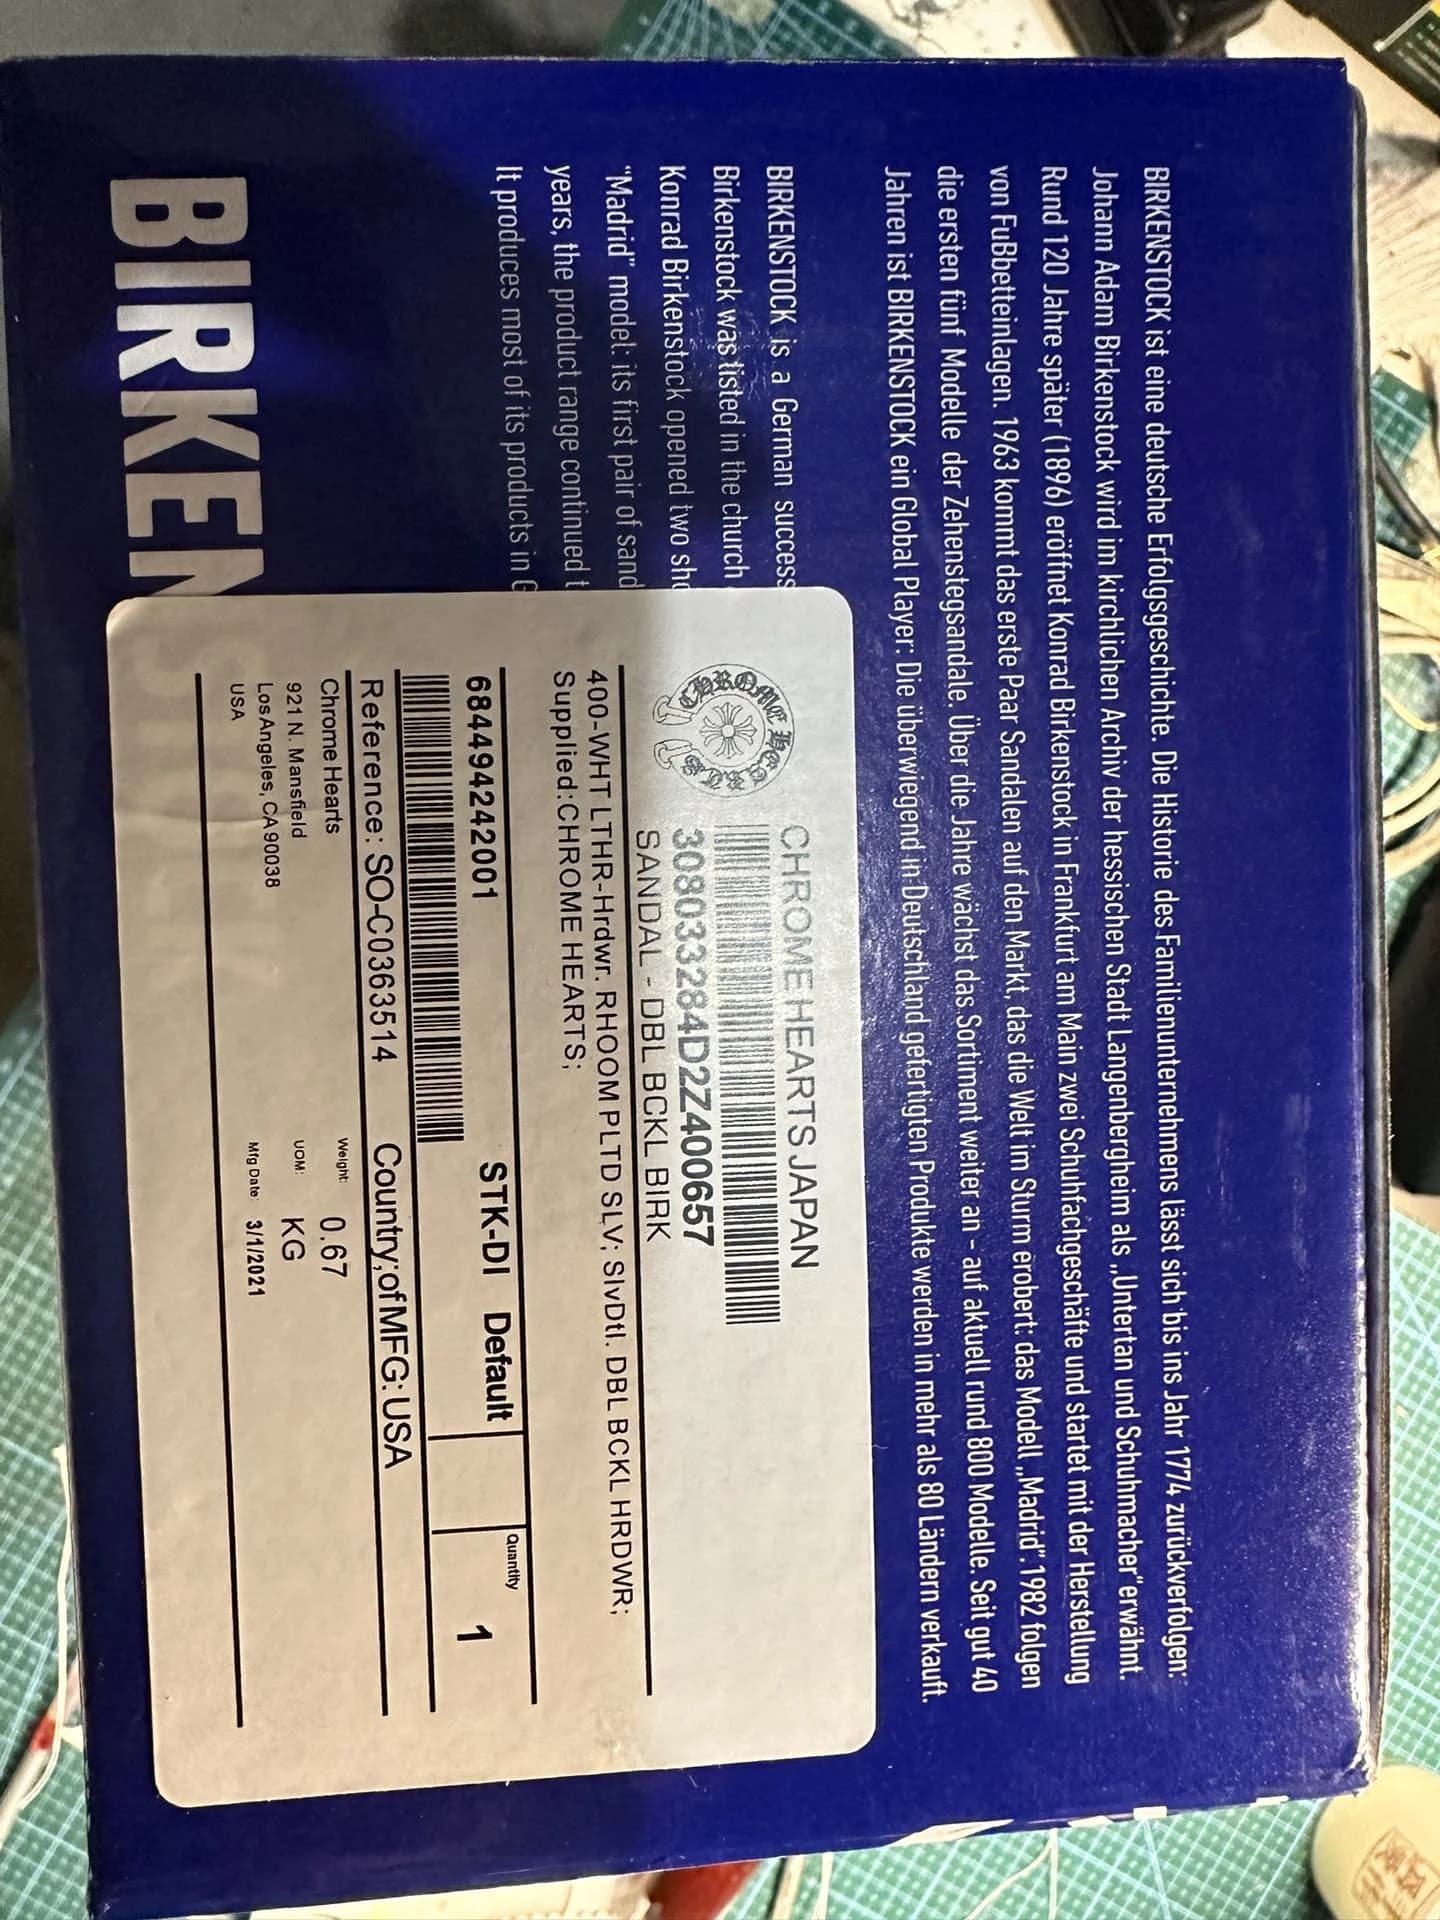 BIRKENSTOCK ist eine deutsche Erfolgsgeschichte. Die Historie des Familienunternehmens lässt sich bis ins Jahr 1774 zurückverfolgen:
Johann Adam Birkenstock wird im kirchlichen Archiv der hessischen Stadt Langenbergheim als „Untertan und Schuhmacher“ erwähnt.
Rund 120 Jahre später (1896) eröffnet Konrad Birkenstock in Frankfurt am Main zwei Schuhfachgeschäfte und startet mit der Herstellung
von Fußbetteinlagen. 1963 kommt das erste Paar Sandalen auf den Markt, das die Welt im Sturm erobert: das Modell „Madrid“. 1982 folgen
die ersten fünf Modelle der Zehenstegsandale. Über die Jahre wächst das Sortiment weiter an - auf aktuell rund 800 Modelle. Seit gut 40
Jahren ist BIRKENSTOCK ein Global Player: Die überwiegend in Deutschland gefertigten Produkte werden in mehr als 80 Ländern verkauft.
BIRKENSTOCK is a German success
Birkenstock was listed in the church
Konrad Birkenstock opened two sho
"Madrid" model: its first pair of sand
years, the product range continued t
It produces most of its products in G
BIRKENSTOCK
CHROME HEARTS
CHROME HEARTS JAPAN
308033284D2Z400657
SANDAL - DBL BCKL BIRK
400-WHT LTHR-Hrdwr. RHOOM PLTD SLV; SlvDtl. DBL BCKL HRDWR;
Supplied:CHROME HEARTS;
684494242001 STK-DI Default
Quantity 1
Reference: SO-C0363514 Country;of MFG: USA
Chrome Hearts
921 N. Mansfield
Los Angeles, CA 90038
USA
Weight: 0.67
UOM: KG
Mfg Date: 3/1/2021